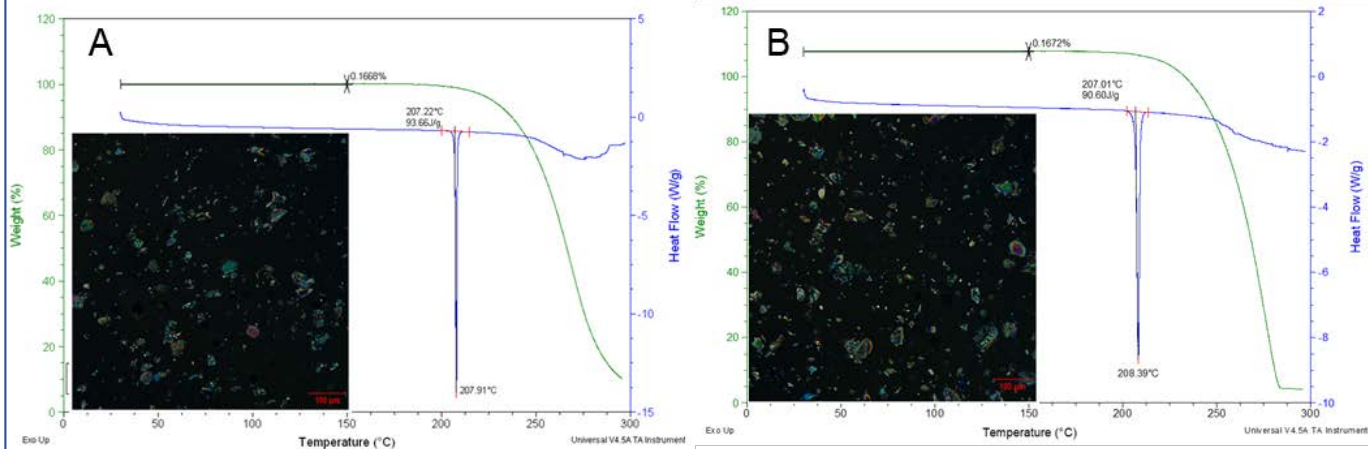 A
120
100
80
60
40
20
0
Weight (%)
0.1668%
207.22°C
93.66J/g
207.91°C
100 µm
5
0
-5
-10
-15
Heat Flow (W/g)
0
50
100
150
200
250
300
Exo Up
Temperature (°C)
Universal V4.5A TA Instrument
B
120
100
80
60
40
20
0
Weight (%)
0.1672%
207.01°C
90.60J/g
208.39°C
100 µm
2
0
-2
-4
-6
-8
-10
Heat Flow (W/g)
0
50
100
150
200
250
300
Exo Up
Temperature (°C)
Universal V4.5A TA Instrument